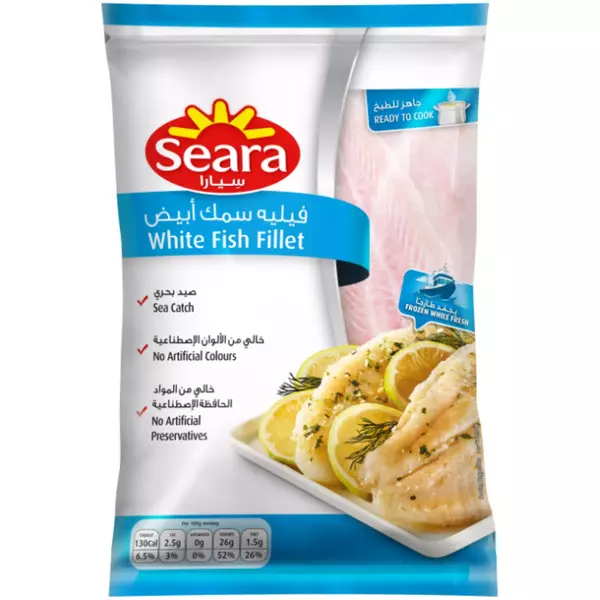 Seara
سيارا
جاهز للطبخ
READY TO COOK
فيليه سمك أبيض
White Fish Fillet
صيد بحري
Sea Catch
يجمد طازجا
FROZEN WHILE FRESH
خالي من الألوان الإصطناعية
No Artificial Colours
خالي من المواد
الحافظة الإصطناعية
No Artificial
Preservatives
Per 100g serving
130Cal 2.5g 0g 26g 1.5g
6.5% 3% 0% 52% 26%